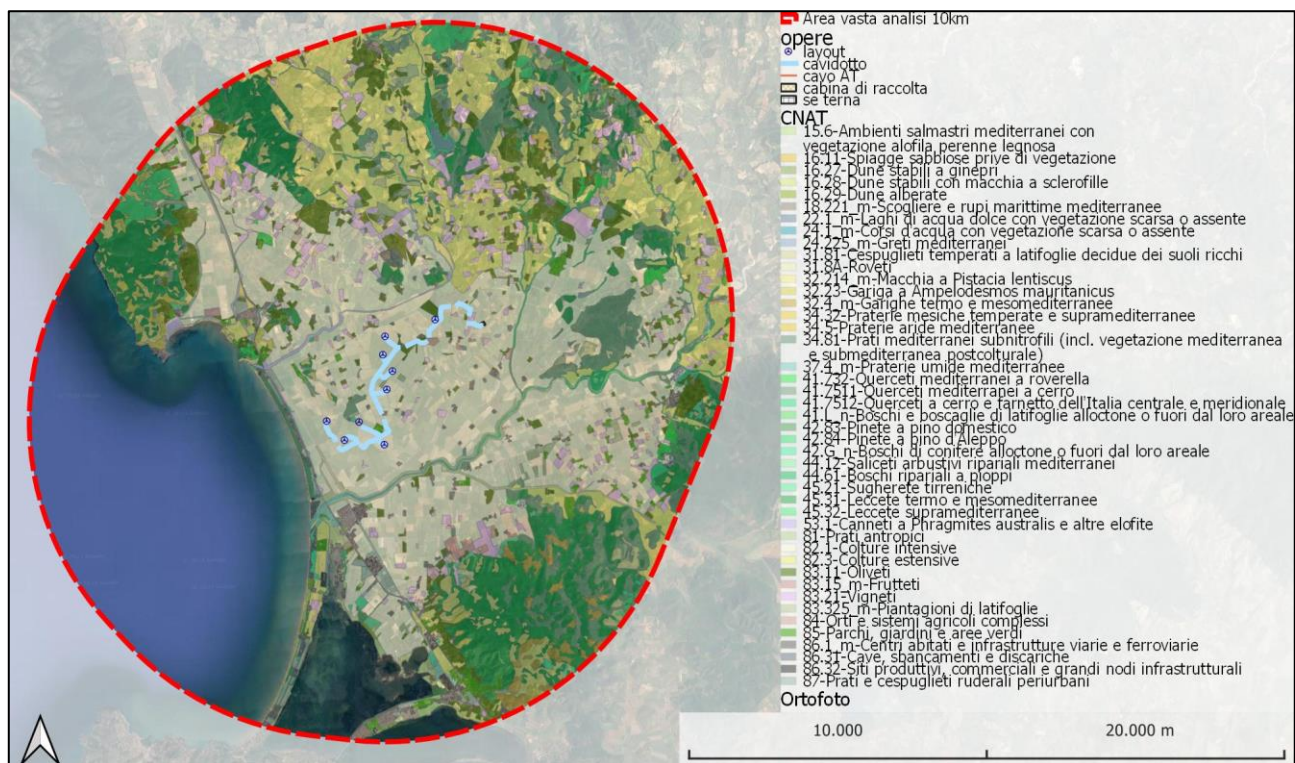 Area vasta analisi 10km
opere
layout
cavidotto
cavo AT
cabina di raccolta
se terna
CNAT
15.6-Ambienti salmastri mediterranei con
vegetazione alofila perenne legnosa
16.11-Spiagge sabbiose prive di vegetazione
16.27-Dune stabili a ginepri
16.28-Dune stabili con macchia a sclerofille
16.29-Dune alberate
18.221_m-Scogliere e rupi marittime mediterranee
22.1_m-Laghi di acqua dolce con vegetazione scarsa o assente
24.1_m-Corsi d'acqua con vegetazione scarsa o assente
24.225_m-Greti mediterranei
31.81-Cespuglieti temperati a latifoglie decidue dei suoli ricchi
31.8A-Roveti
32.214_m-Macchia a Pistacia lentiscus
32.23-Gariga a Ampelodesmos mauritanicus
32.4_m-Garighe termo e mesomediterranee
34.32-Praterie mesiche temperate e supramediterranee
34.5-Praterie aride mediterranee
34.81-Prati mediterranei subnitrofili (incl. vegetazione mediterranea
e submediterranea postcolturale)
37.4_m-Praterie umide mediterranee
41.732-Querceti mediterranei a roverella
41.7511-Querceti mediterranei a cerro
41.7512-Querceti a cerro e farnetto dell'Italia centrale e meridionale
41.L_n-Boschi e boscaglie di latifoglie alloctone o fuori dal loro areale
42.83-Pinete a pino domestico
42.84-Pinete a pino d'Aleppo
42.G_n-Boschi di conifere alloctone o fuori dal loro areale
44.12-Saliceti arbustivi ripariali mediterranei
44.61-Boschi ripariali a pioppi
45.21-Sugherete tirreniche
45.31-Leccete termo e mesomediterranee
45.32-Leccete supramediterranee
53.1-Canneti a Phragmites australis e altre elofite
81-Prati antropici
82.1-Colture intensive
82.3-Colture estensive
83.11-Oliveti
83.15_m-Frutteti
83.21-Vigneti
83.325_m-Piantagioni di latifoglie
84-Orti e sistemi agricoli complessi
85-Parchi, giardini e aree verdi
86.1_m-Centri abitati e infrastrutture viarie e ferroviarie
86.31-Cave, sbancamenti e discariche
86.32-Siti produttivi, commerciali e grandi nodi infrastrutturali
87-Prati e cespuglieti ruderali periurbani
Ortofoto
10.000 20.000 m